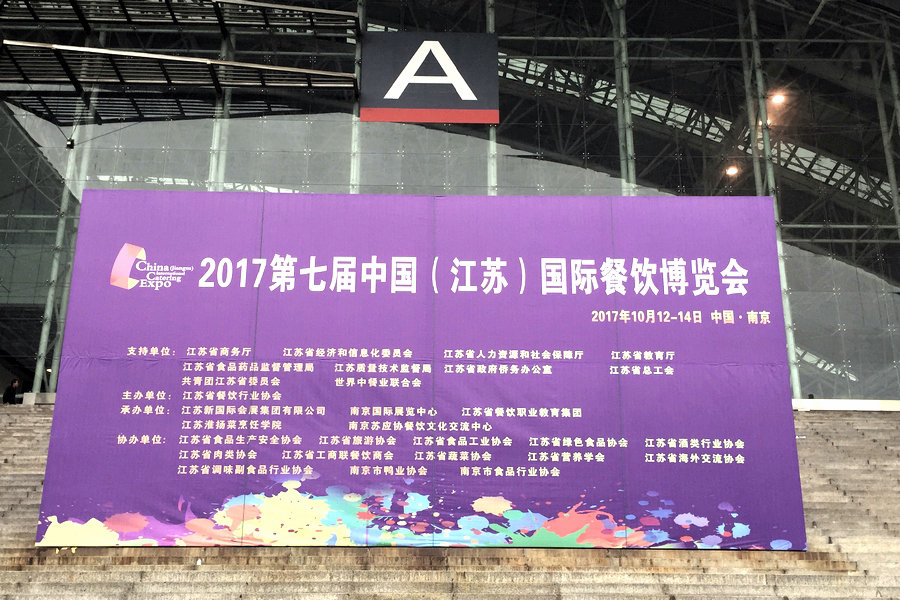 A
China (Jiangsu)
International
Catering
Expo
2017第七届中国（江苏）国际餐饮博览会
2017年10月12-14日 中国·南京
支持单位： 江苏省商务厅 江苏省经济和信息化委员会 江苏省人力资源和社会保障厅 江苏省教育厅
江苏省食品药品监督管理局 江苏质量技术监督局 江苏省政府侨务办公室 江苏省总工会
共青团江苏省委员会 世界中餐业联合会
主办单位： 江苏省餐饮行业协会
承办单位： 江苏新国际会展集团有限公司 南京国际展览中心 江苏省餐饮职业教育集团
江苏淮扬菜烹饪学院 南京苏应协餐饮文化交流中心
协办单位： 江苏省食品生产安全协会 江苏省旅游协会 江苏省食品工业协会 江苏省绿色食品协会 江苏省酒类行业协会
江苏省肉类协会 江苏省工商联餐饮商会 江苏省蔬菜协会 江苏省营养学会 江苏省海外交流协会
江苏省调味副食品行业协会 南京市鸭业协会 南京市食品行业协会